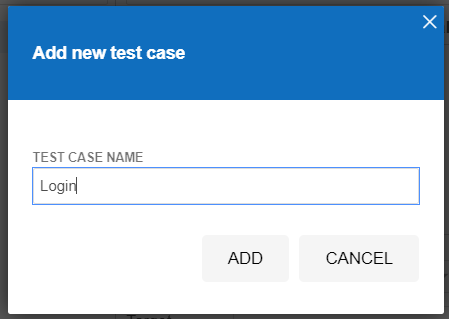 Add new test case
TEST CASE NAME
Login
ADD
CANCEL